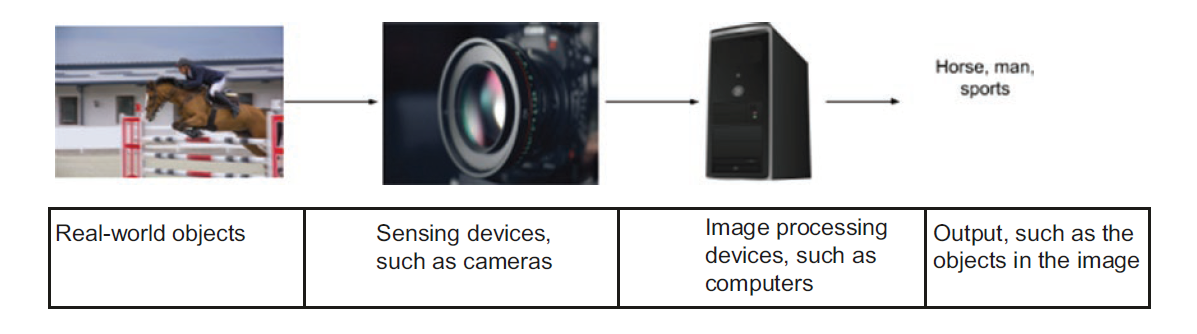 Horse, man,
sports
Real-world objects
Sensing devices,
such as cameras
Image processing
devices, such as
computers
Output, such as the
objects in the image